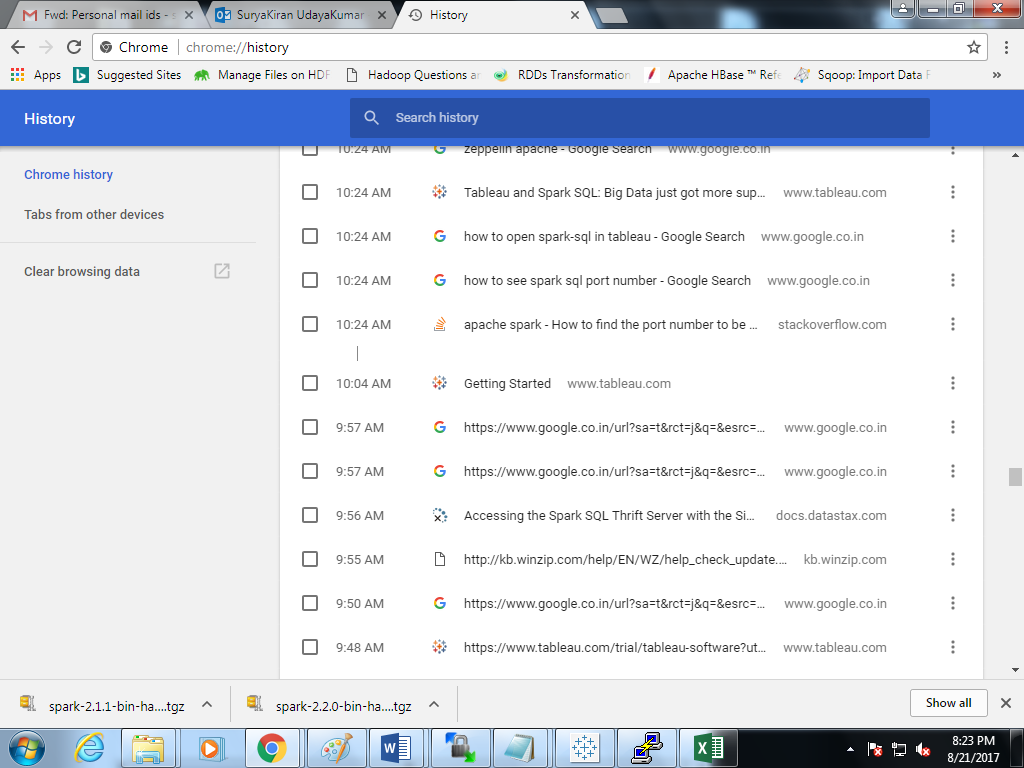 Fwd: Personal mail ids - s
SuryaKiran UdayaKumar
History
Chrome
chrome://history
Apps
Suggested Sites
Manage Files on HDF
Hadoop Questions an
RDDs Transformation
Apache HBase ™ Refe
Sqoop: Import Data F
»
History
Search history
Chrome history
Tabs from other devices
Clear browsing data
10:24 AM zeppelin apache - Google Search www.google.co.in
10:24 AM Tableau and Spark SQL: Big Data just got more sup... www.tableau.com
10:24 AM how to open spark-sql in tableau - Google Search www.google.co.in
10:24 AM how to see spark sql port number - Google Search www.google.co.in
10:24 AM apache spark - How to find the port number to be ... stackoverflow.com
10:04 AM Getting Started www.tableau.com
9:57 AM https://www.google.co.in/url?sa=t&rct=j&q=&esrc=... www.google.co.in
9:57 AM https://www.google.co.in/url?sa=t&rct=j&q=&esrc=... www.google.co.in
9:56 AM Accessing the Spark SQL Thrift Server with the Si... docs.datastax.com
9:55 AM http://kb.winzip.com/help/EN/WZ/help_check_update.... kb.winzip.com
9:50 AM https://www.google.co.in/url?sa=t&rct=j&q=&esrc=... www.google.co.in
9:48 AM https://www.tableau.com/trial/tableau-software?ut... www.tableau.com
spark-2.1.1-bin-ha....tgz
spark-2.2.0-bin-ha....tgz
Show all
8:23 PM
8/21/2017